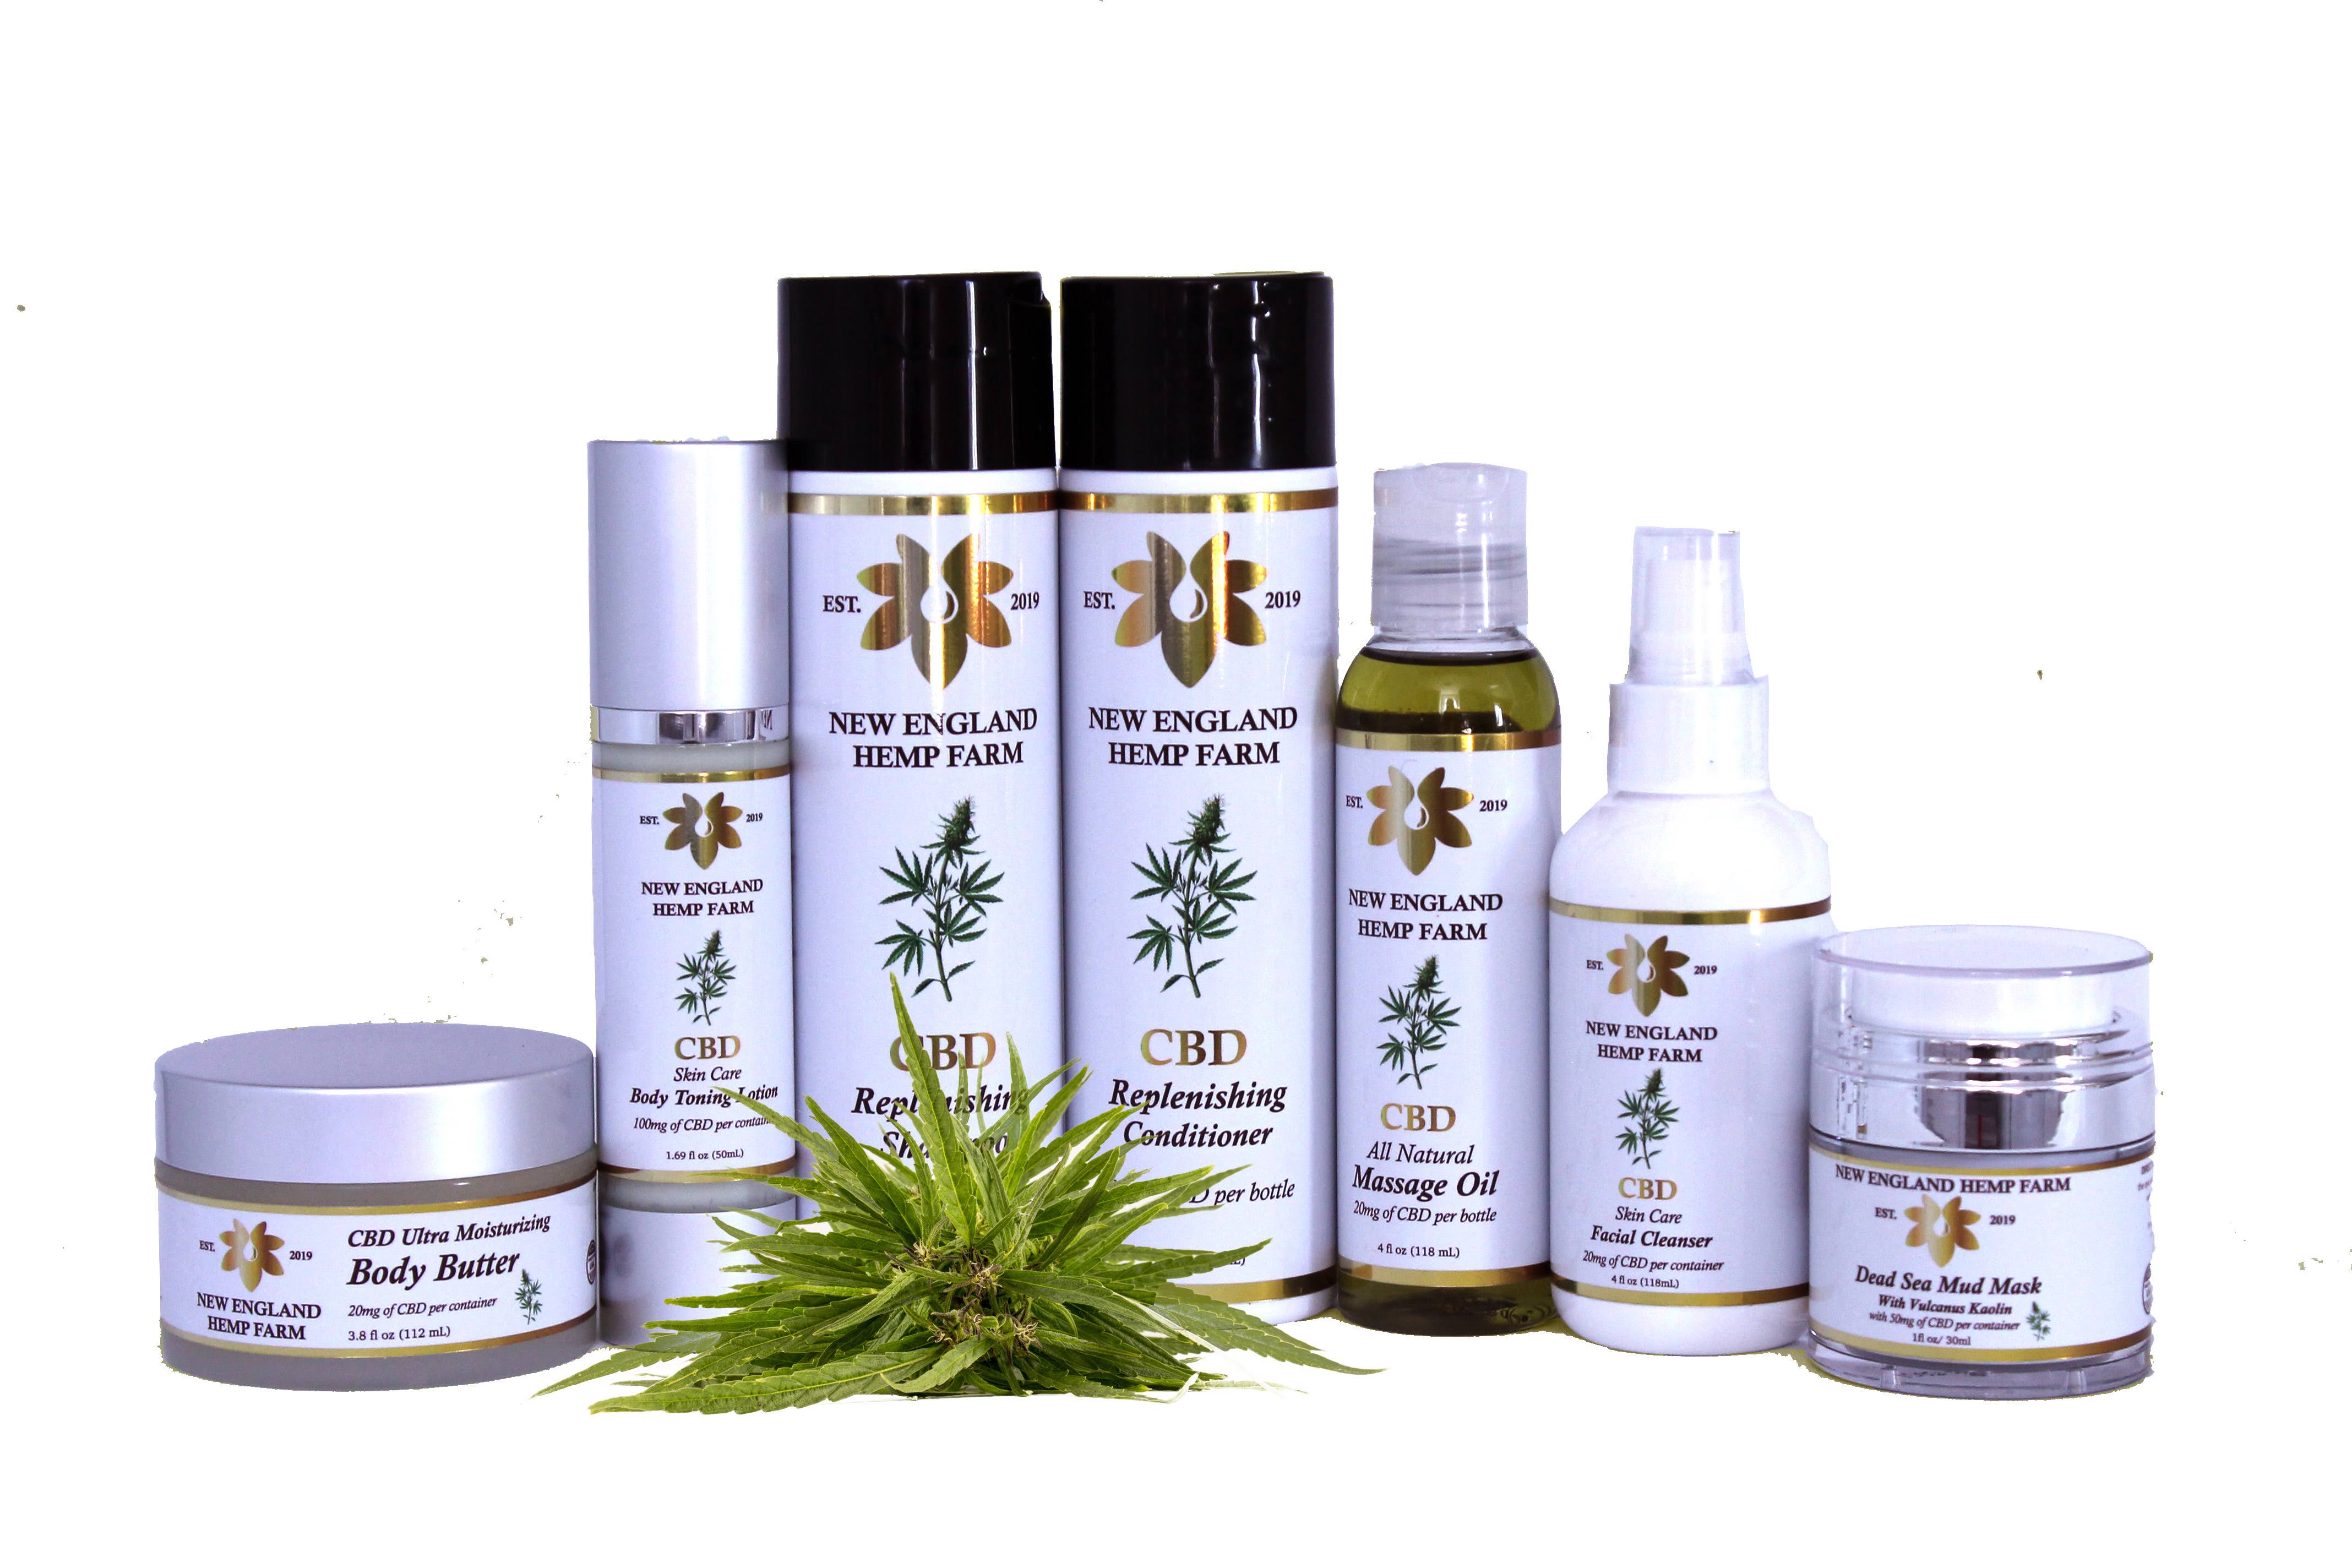 EST. 2019
NEW ENGLAND
HEMP FARM
CBD Ultra Moisturizing
Body Butter
20mg of CBD per container
3.8 fl oz (112 mL)
EST. 2019
NEW ENGLAND
HEMP FARM
CBD
Skin Care
Body Toning Lotion
100mg of CBD per
1.69 fl oz (50mL)
EST. 2019
NEW ENGLAND
HEMP FARM
CBD
Replenishing
EST. 2019
NEW ENGLAND
HEMP FARM
CBD
Replenishing
Conditioner
per bottle
EST. 2019
NEW ENGLAND
HEMP FARM
CBD
All Natural
Massage Oil
20mg of CBD per bottle
4 fl oz (118 mL)
EST. 2019
NEW ENGLAND
HEMP FARM
CBD
Skin Care
Facial Cleanser
20mg of CBD per container
4 fl oz (118mL)
NEW ENGLAND HEMP FARM
EST. 2019
Dead Sea Mud Mask
With Vulcanus Kaolin
with 50mg of CBD per container
1fl oz/ 30ml